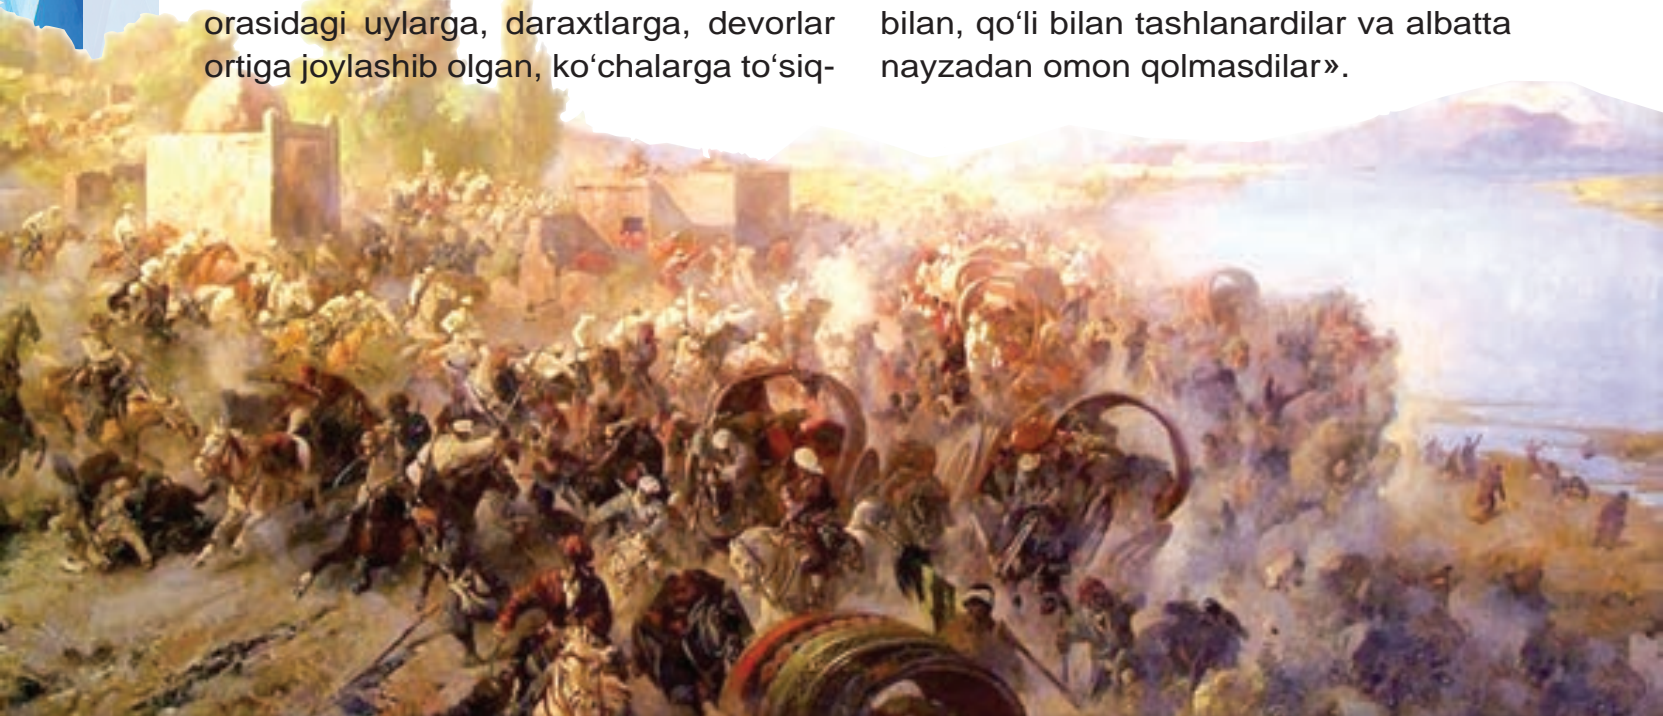 orasidagi uylarga, daraxtlarga, devorlar
ortiga joylashib olgan, ko‘chalarga to‘siq-
bilan, qo‘li bilan tashlanardilar va albatta
nayzadan omon qolmasdilar».